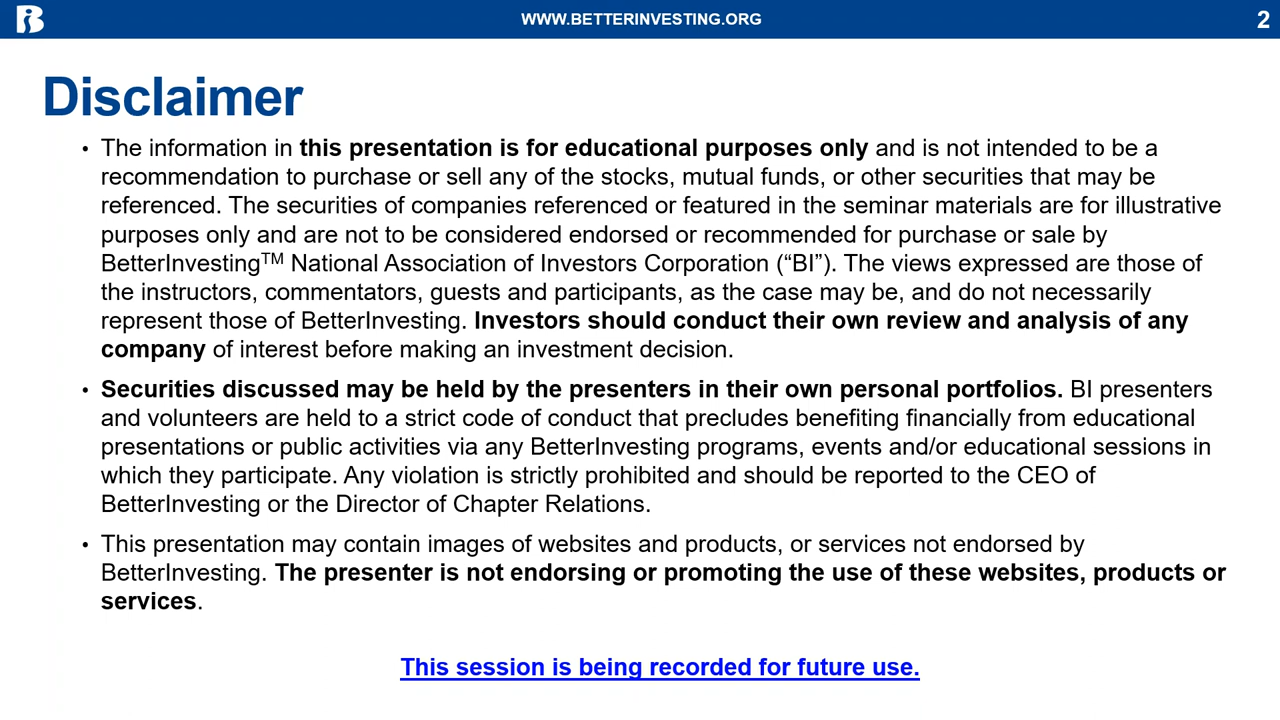 WWW.BETTERINVESTING.ORG
2
Disclaimer
• The information in this presentation is for educational purposes only and is not intended to be a
recommendation to purchase or sell any of the stocks, mutual funds, or other securities that may be
referenced. The securities of companies referenced or featured in the seminar materials are for illustrative
purposes only and are not to be considered endorsed or recommended for purchase or sale by
BetterInvesting™ National Association of Investors Corporation (“BI”). The views expressed are those of
the instructors, commentators, guests and participants, as the case may be, and do not necessarily
represent those of BetterInvesting. Investors should conduct their own review and analysis of any
company of interest before making an investment decision.
• Securities discussed may be held by the presenters in their own personal portfolios. BI presenters
and volunteers are held to a strict code of conduct that precludes benefiting financially from educational
presentations or public activities via any BetterInvesting programs, events and/or educational sessions in
which they participate. Any violation is strictly prohibited and should be reported to the CEO of
BetterInvesting or the Director of Chapter Relations.
• This presentation may contain images of websites and products, or services not endorsed by
BetterInvesting. The presenter is not endorsing or promoting the use of these websites, products or
services.
This session is being recorded for future use.